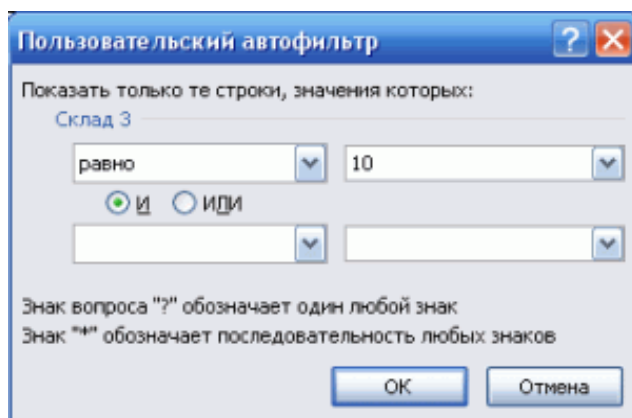 Пользовательский автофильтр
Показать только те строки, значения которых:
Склад 3
равно 10
И ИЛИ
Знак вопроса "?" обозначает один любой знак
Знак "*" обозначает последовательность любых знаков
ОК Отмена